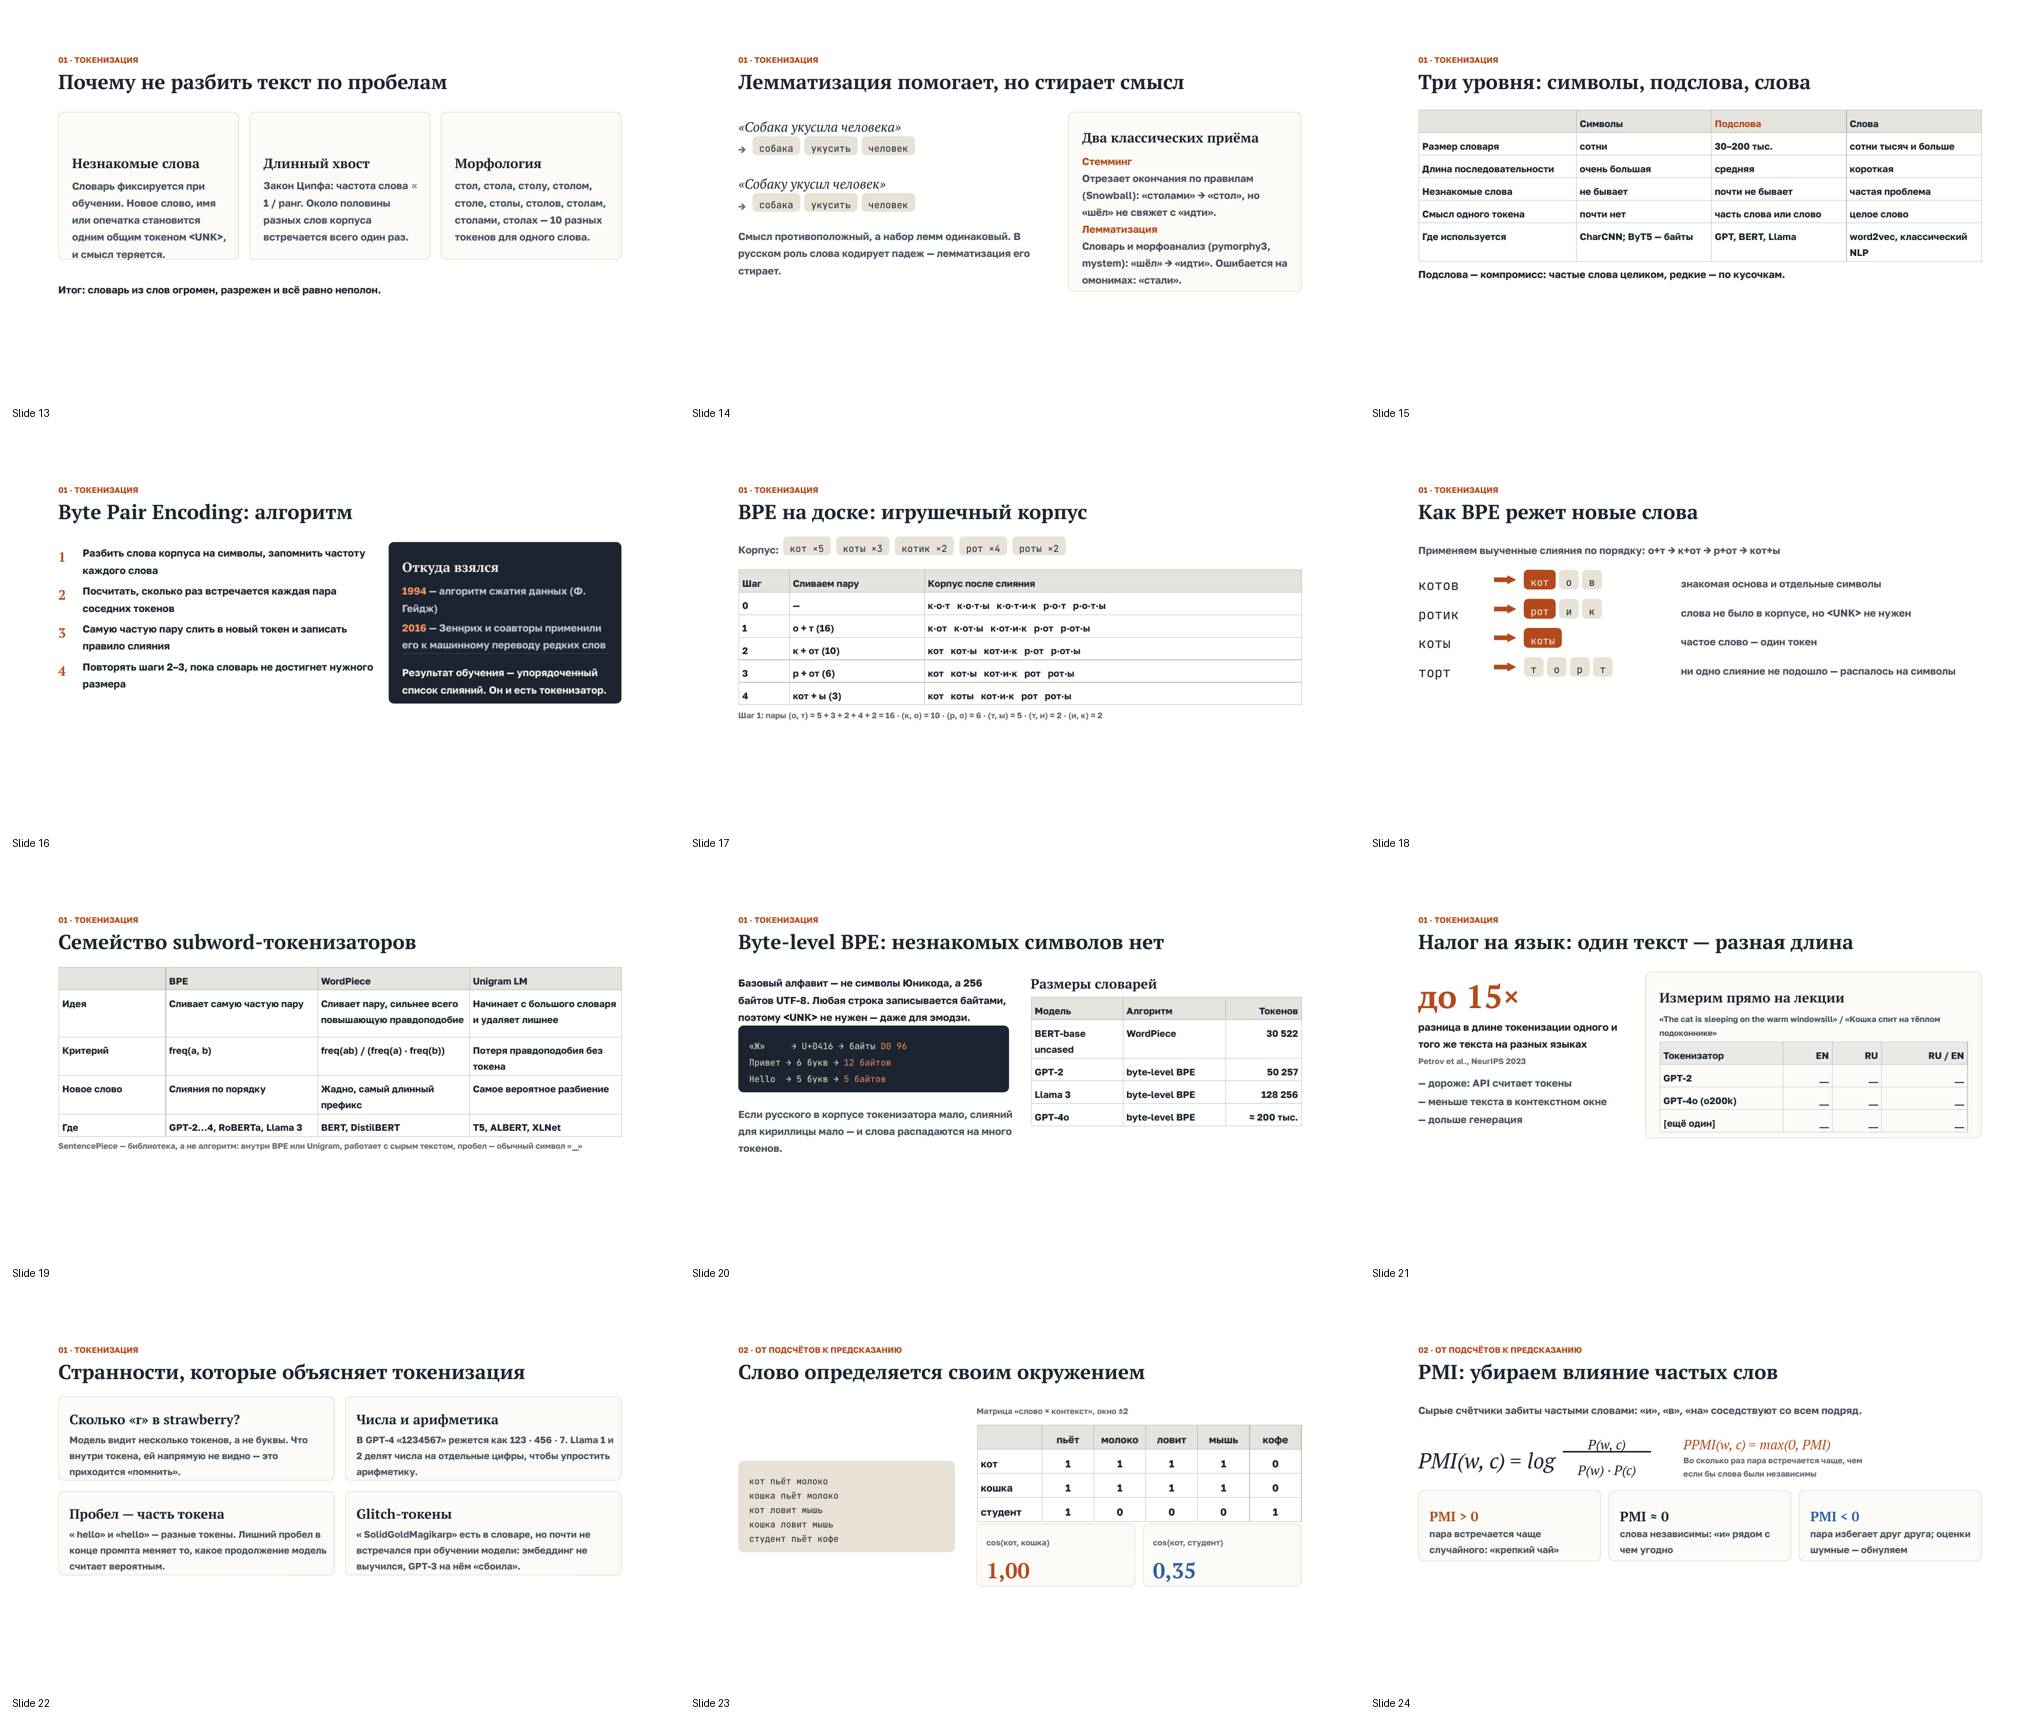 01 · ТОКЕНИЗАЦИЯ
Почему не разбить текст по пробелам
Незнакомые слова
Словарь фиксируется при
обучении. Новое слово, имя
или опечатка становится
одним общим токеном <UNK>,
и смысл теряется.
Длинный хвост
Закон Ципфа: частота слова ∝
1 / ранг. Около половины
разных слов корпуса
встречается всего один раз.
Морфология
стол, стола, столу, столом,
столе, столы, столов, столам,
столами, столах — 10 разных
токенов для одного слова.
Итог: словарь из слов огромен, разрежен и всё равно неполон.
Slide 13
01 · ТОКЕНИЗАЦИЯ
Лемматизация помогает, но стирает смысл
«Собака укусила человека»
→ собака укусить человек
«Собаку укусил человек»
→ собака укусить человек
Смысл противоположный, а набор лемм одинаковый. В
русском роль слова кодирует падеж — лемматизация его
стирает.
Два классических приёма
Стемминг
Отрезает окончания по правилам
(Snowball): «столами» → «стол», но
«шёл» не свяжет с «идти».
Лемматизация
Словарь и морфоанализ (pymorphy3,
mystem): «шёл» → «идти». Ошибается на
омонимах: «стали».
Slide 14
01 · ТОКЕНИЗАЦИЯ
Три уровня: символы, подслова, слова
Символы Подслова Слова
Размер словаря сотни 30–200 тыс. сотни тысяч и больше
Длина последовательности очень большая средняя короткая
Незнакомые слова не бывает почти не бывает частая проблема
Смысл одного токена почти нет часть слова или слово целое слово
Где используется CharCNN; ByT5 — байты GPT, BERT, Llama word2vec, классический
NLP
Подслова — компромисс: частые слова целиком, редкие — по кусочкам.
Slide 15
01 · ТОКЕНИЗАЦИЯ
Byte Pair Encoding: алгоритм
1 Разбить слова корпуса на символы, запомнить частоту
каждого слова
2 Посчитать, сколько раз встречается каждая пара
соседних токенов
3 Самую частую пару слить в новый токен и записать
правило слияния
4 Повторять шаги 2–3, пока словарь не достигнет нужного
размера
Откуда взялся
1994 — алгоритм сжатия данных (Ф.
Гейдж)
2016 — Зеннрих и соавторы применили
его к машинному переводу редких слов
Результат обучения — упорядоченный
список слияний. Он и есть токенизатор.
Slide 16
01 · ТОКЕНИЗАЦИЯ
BPE на доске: игрушечный корпус
Корпус: кот ×5 коты ×3 котик ×2 рот ×4 роты ×2
Шаг Сливаем пару Корпус после слияния
0 — к·о·т к·о·т·ы к·о·т·и·к р·о·т р·о·т·ы
1 о + т (16) к·от к·от·ы к·от·и·к р·от р·от·ы
2 к + от (10) кот кот·ы кот·и·к р·от р·от·ы
3 р + от (6) кот кот·ы кот·и·к рот рот·ы
4 кот + ы (3) кот коты кот·и·к рот рот·ы
Шаг 1: пары (о, т) = 5 + 3 + 2 + 4 + 2 = 16 · (к, о) = 10 · (р, о) = 6 · (т, ы) = 5 · (т, и) = 2 · (и, к) = 2
Slide 17
01 · ТОКЕНИЗАЦИЯ
Как BPE режет новые слова
Применяем выученные слияния по порядку: о+т → к+от → р+от → кот+ы
котов кот о в знакомая основа и отдельные символы
ротик рот и к слова не было в корпусе, но <UNK> не нужен
коты коты частое слово — один токен
торт т о р т ни одно слияние не подошло — распалось на символы
Slide 18
01 · ТОКЕНИЗАЦИЯ
Семейство subword-токенизаторов
BPE WordPiece Unigram LM
Идея Сливает самую частую пару Сливает пару, сильнее всего Начинает с большого словаря
повышающую правдоподобие и удаляет лишнее
Критерий freq(a, b) freq(ab) / (freq(a) · freq(b)) Потеря правдоподобия без
токена
Новое слово Слияния по порядку Жадно, самый длинный Самое вероятное разбиение
префикс
Где GPT-2…4, RoBERTa, Llama 3 BERT, DistilBERT T5, ALBERT, XLNet
SentencePiece — библиотека, а не алгоритм: внутри BPE или Unigram, работает с сырым текстом, пробел — обычный символ «_»
Slide 19
01 · ТОКЕНИЗАЦИЯ
Byte-level BPE: незнакомых символов нет
Базовый алфавит — не символы Юникода, а 256
байтов UTF-8. Любая строка записывается байтами,
поэтому <UNK> не нужен — даже для эмодзи.
«Ж» → U+0416 → байты D0 96
Привет → 6 букв → 12 байтов
Hello → 5 букв → 5 байтов
Если русского в корпусе токенизатора мало, слияний
для кириллицы мало — и слова распадаются на много
токенов.
Размеры словарей
Модель Алгоритм Токенов
BERT-base WordPiece 30 522
uncased
GPT-2 byte-level BPE 50 257
Llama 3 byte-level BPE 128 256
GPT-4o byte-level BPE ≈ 200 тыс.
Slide 20
01 · ТОКЕНИЗАЦИЯ
Налог на язык: один текст — разная длина
до 15×
разница в длине токенизации одного и
того же текста на разных языках
Petrov et al., NeurIPS 2023
— дороже: API считает токены
— меньше текста в контекстном окне
— дольше генерация
Измерим прямо на лекции
«The cat is sleeping on the warm windowsill» / «Кошка спит на тёплом
подоконнике»
Токенизатор EN RU RU / EN
GPT-2 __ __ __
GPT-4o (o200k) __ __ __
[ещё один] __ __ __
Slide 21
01 · ТОКЕНИЗАЦИЯ
Странности, которые объясняет токенизация
Сколько «r» в strawberry?
Модель видит несколько токенов, а не буквы. Что
внутри токена, ей напрямую не видно — это
приходится «помнить».
Числа и арифметика
В GPT-4 «1234567» режется как 123 · 456 · 7. Llama 1 и
2 делят числа на отдельные цифры, чтобы упростить
арифметику.
Пробел — часть токена
« hello» и «hello» — разные токены. Лишний пробел в
конце промпта меняет то, какое продолжение модель
считает вероятным.
Glitch-токены
« SolidGoldMagikarp» есть в словаре, но почти не
встречался при обучении модели: эмбеддинг не
выучился, GPT-3 на нём «сбоила».
Slide 22
02 · ОТ ПОДСЧЁТОВ К ПРЕДСКАЗАНИЮ
Слово определяется своим окружением
кот пьёт молоко
кошка пьёт молоко
кот ловит мышь
кошка ловит мышь
студент пьёт кофе
Матрица «слово × контекст», окно ±2
пьёт молоко ловит мышь кофе
кот 1 1 1 1 0
кошка 1 1 1 1 0
студент 1 0 0 0 1
cos(кот, кошка)
1,00
cos(кот, студент)
0,35
Slide 23
02 · ОТ ПОДСЧЁТОВ К ПРЕДСКАЗАНИЮ
PMI: убираем влияние частых слов
Сырые счётчики забиты частыми словами: «и», «в», «на» соседствуют со всем подряд.
PMI(w, c) = log P(w, c)
P(w) · P(c)
PPMI(w, c) = max(0, PMI)
Во сколько раз пара встречается чаще, чем
если бы слова были независимы
PMI > 0
пара встречается чаще
случайного: «крепкий чай»
PMI ≈ 0
слова независимы: «и» рядом с
чем угодно
PMI < 0
пара избегает друг друга; оценки
шумные — обнуляем
Slide 24